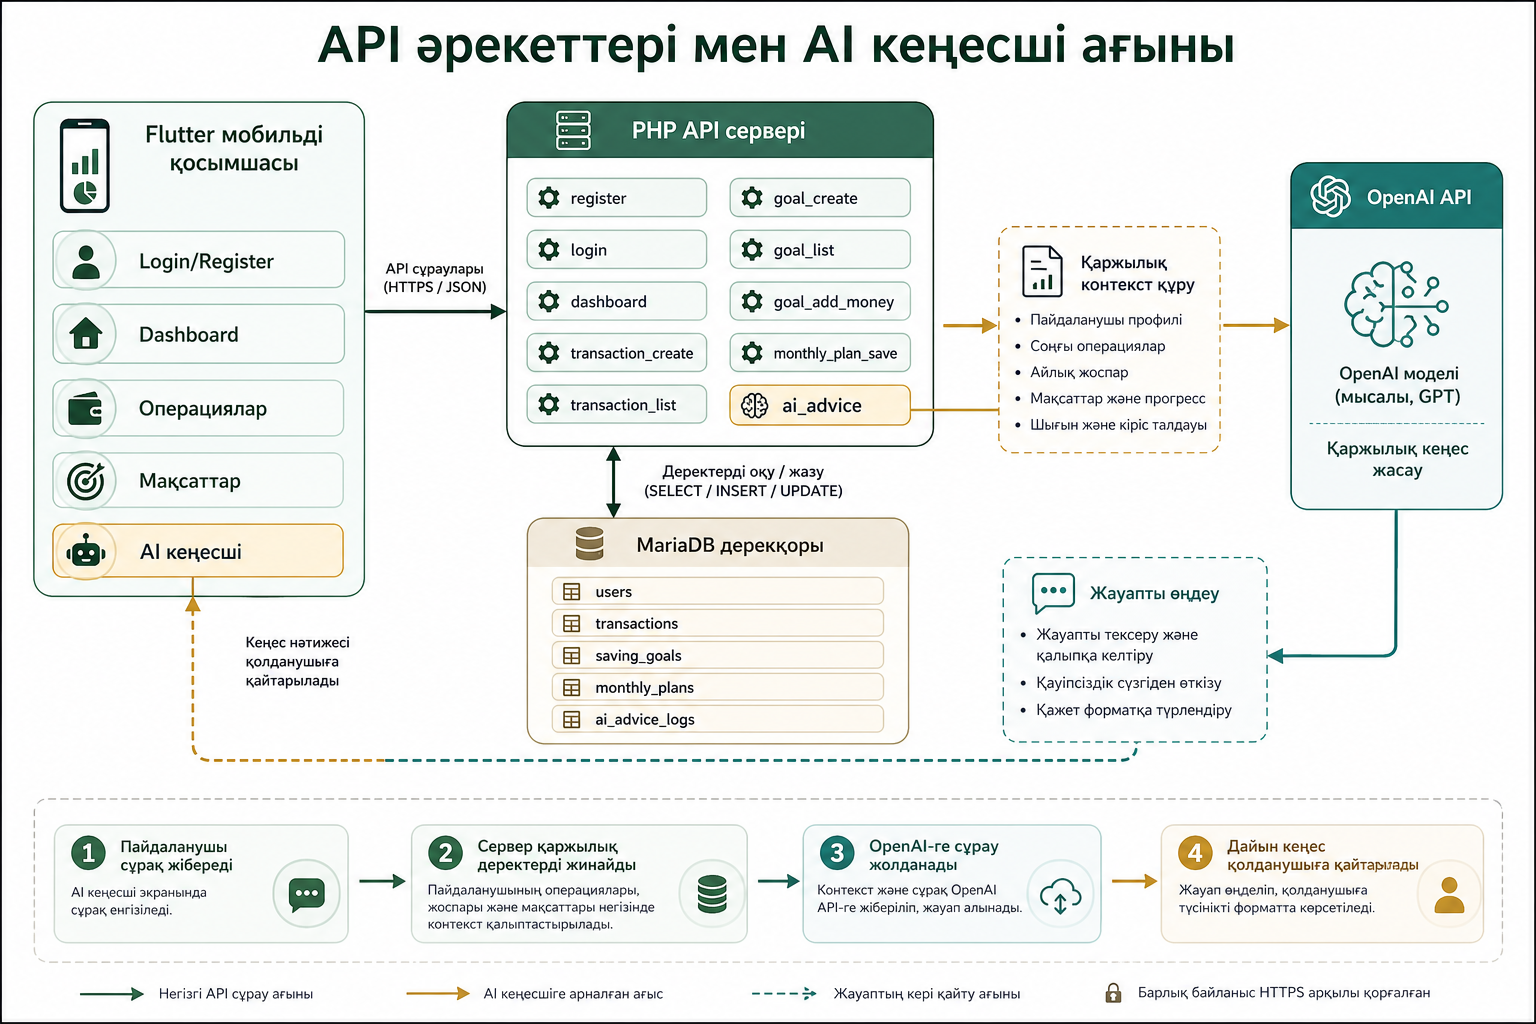 API әрекеттері мен AI кеңесші ағыны
Flutter мобильді
қосымшасы
Login/Register
Dashboard
Операциялар
Мақсаттар
AI кеңесші
API сұраулары
(HTTPS / JSON)
PHP API сервері
register
login
dashboard
transaction_create
transaction_list
goal_create
goal_list
goal_add_money
monthly_plan_save
ai_advice
Деректерді оқу / жазу
(SELECT / INSERT / UPDATE)
MariaDB дерекқоры
users
transactions
saving_goals
monthly_plans
ai_advice_logs
Қаржылық
контекст құру
• Пайдаланушы профилі
• Соңғы операциялар
• Айлық жоспар
• Мақсаттар және прогресс
• Шығын және кіріс талдауы
OpenAI API
OpenAI моделі
(мысалы, GPT)
Қаржылық кеңес
жасау
Жауапты өңдеу
• Жауапты тексеру және
қалыпқа келтіру
• Қауіпсіздік сүзгіден өткізу
• Қажет форматқа түрлендіру
Кеңес нәтижесі
қолданушыға
қайтарылады
1
Пайдаланушы
сұрақ жібереді
AI кеңесші экранында
сұрақ енгізіледі.
2
Сервер қаржылық
деректерді жинайды
Пайдаланушының операциялары,
жоспары және мақсаттары негізінде
контекст қалыптастырылады.
3
OpenAI-ге сұрау
жолданады
Контекст және сұрақ OpenAI
API-ге жіберіліп, жауап алынады.
4
Дайын кеңес
қолданушыға қайтарылады
Жауап өңделіп, қолданушыға
түсінікті форматта көрсетіледі.
Негізгі API сұрау ағыны
AI кеңесшіге арналған ағыс
Жауаптың кері қайту ағыны
Барлық байланыс HTTPS арқылы қорғалған